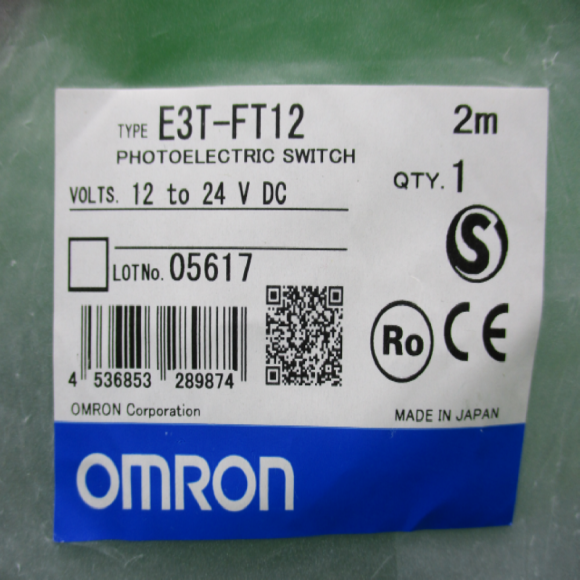 TYPE E3T-FT12 2m
PHOTOELECTRIC SWITCH
QTY. 1
VOLTS. 12 to 24 V DC
S
LOT No. 05617
Ro CE
4 536853 289874
OMRON Corporation
MADE IN JAPAN
OMRON